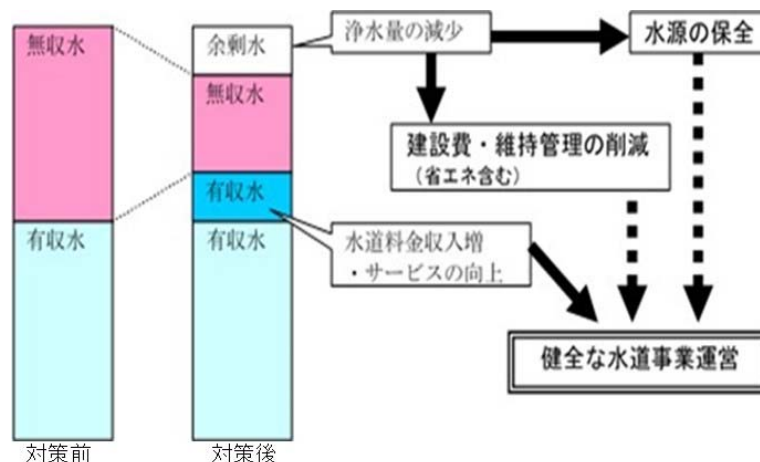 無収水
有収水
対策前
余剰水
無収水
有収水
有収水
対策後
浄水量の減少
水源の保全
建設費・維持管理の削減
(省エネ含む)
水道料金収入増
・サービスの向上
健全な水道事業運営